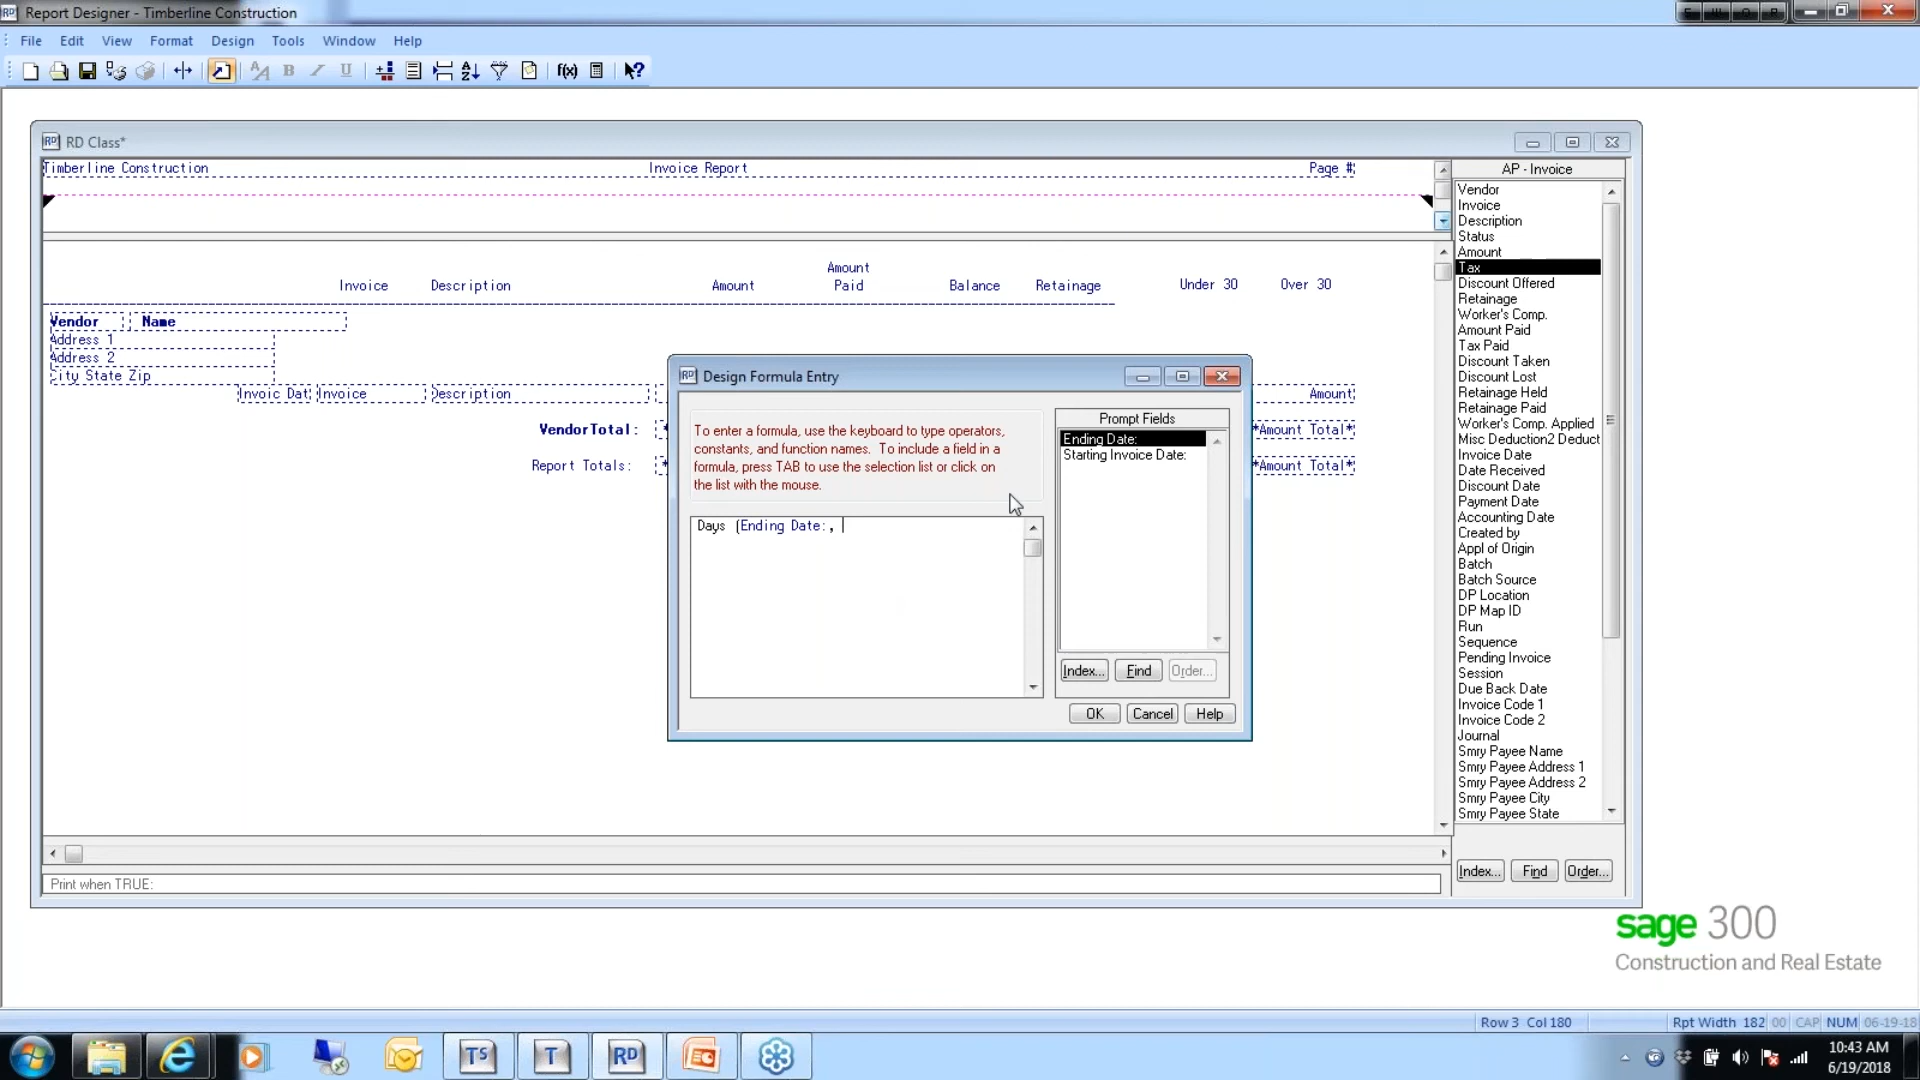 Report Designer - Timberline Construction
File Edit View Format Design Tools Window Help
RD Class*
Timberline Construction Invoice Report Page #
Amount
Invoice Description Amount Paid Balance Retainage Under 30 Over 30
Vendor Name
Address 1
Address 2
City State Zip
Invoic Dat Invoice Description Amount
VendorTotal: *Amount Total*
Report Totals: *Amount Total*
Print when TRUE:
Design Formula Entry
To enter a formula, use the keyboard to type operators,
constants, and function names. To include a field in a
formula, press TAB to use the selection list or click on
the list with the mouse.
Days (Ending Date:,
Prompt Fields
Ending Date:
Starting Invoice Date:
Index... Find Order...
OK Cancel Help
AP - Invoice
Vendor
Invoice
Description
Status
Amount
Tax
Discount Offered
Retainage
Worker's Comp.
Amount Paid
Tax Paid
Discount Taken
Discount Lost
Retainage Held
Retainage Paid
Worker's Comp. Applied
Misc Deduction2 Deduct
Invoice Date
Date Received
Discount Date
Payment Date
Accounting Date
Created by
Appl of Origin
Batch
Batch Source
DP Location
DP Map ID
Run
Sequence
Pending Invoice
Session
Due Back Date
Invoice Code 1
Invoice Code 2
Journal
Smry Payee Name
Smry Payee Address 1
Smry Payee Address 2
Smry Payee City
Smry Payee State
Index... Find Order...
sage 300
Construction and Real Estate
Row 3 Col 180 Rpt Width 182 00 CAP NUM 06-19-18
TS T RD
10:43 AM
6/19/2018